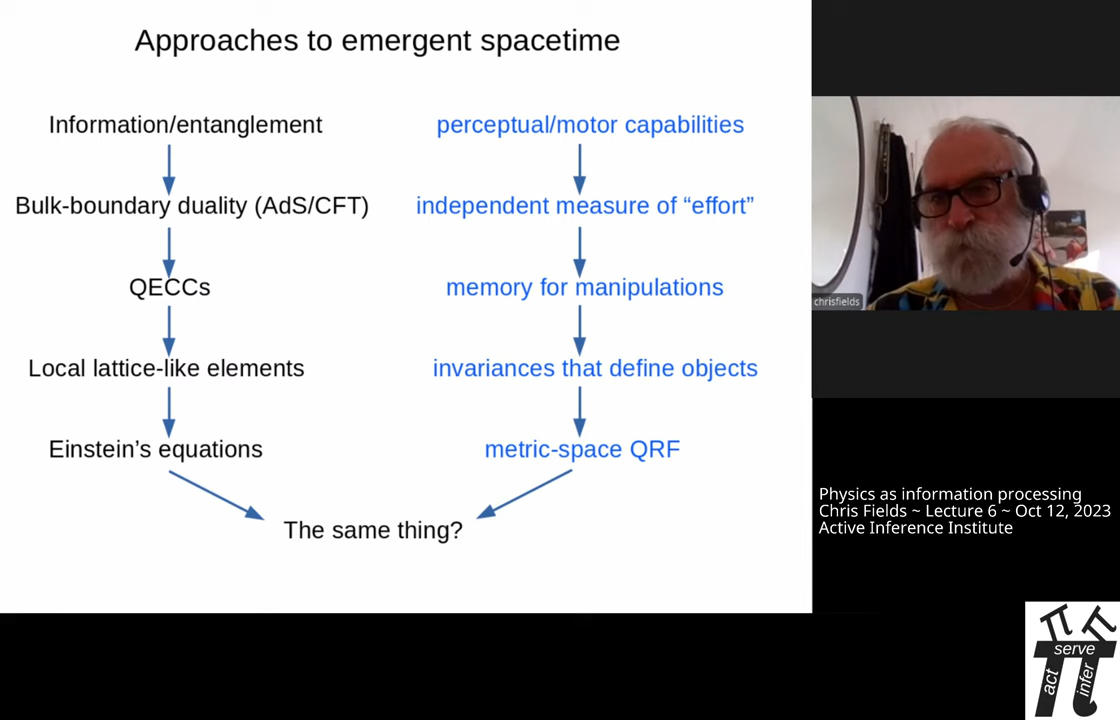 Approaches to emergent spacetime
Information/entanglement
Bulk-boundary duality (AdS/CFT)
QECCs
Local lattice-like elements
Einstein's equations
perceptual/motor capabilities
independent measure of “effort”
memory for manipulations
invariances that define objects
metric-space QRF
The same thing?
chrisfields
Physics as information processing
Chris Fields ~ Lecture 6 ~ Oct 12, 2023
Active Inference Institute
π π
serve
π
act
infer